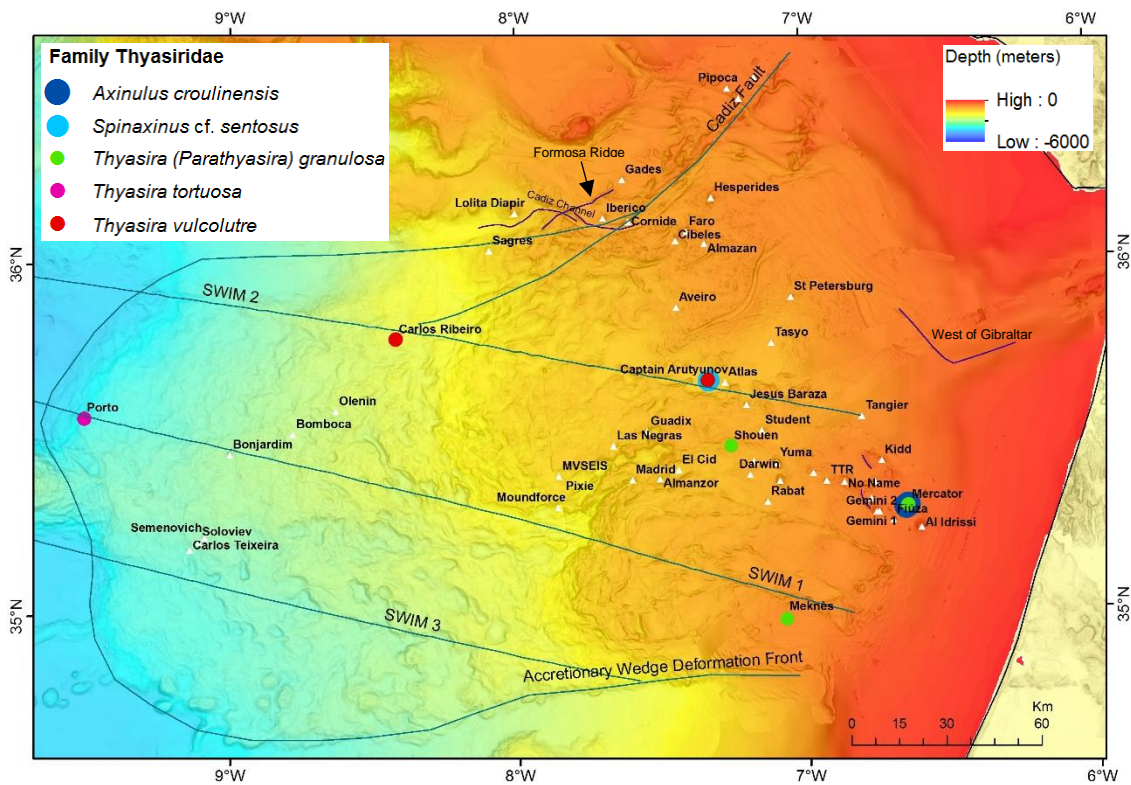 9°W 8°W 7°W 6°W
Family Thyasiridae
Axinulus croulinensis
Spinaxinus cf. sentosus
Thyasira (Parathyasira) granulosa
Thyasira tortuosa
Thyasira vulcolutre
Depth (meters)
High : 0
Low : -6000
Pipoca
Cadiz Fault
Formosa Ridge
Gades
Hesperides
Lolita Diapir
Cadiz Channel
Iberico
Cornide
Faro
Cibeles
Almazan
Sagres
36°N
36°N
SWIM 2
St Petersburg
Aveiro
Carlos Ribeiro
Tasyo
West of Gibraltar
Captain Arutyunov
Atlas
Jesus Baraza
Tangier
Porto
Olenin
Bomboca
Bonjardim
Guadix
Student
Las Negras
Shouen
Kidd
El Cid
Yuma
MVSEIS
Madrid
Darwin
TTR
Pixie
Almanzor
No Name
Moundforce
Rabat
Mercator
Gemini 2
Fiúza
Gemini 1
Al Idrissi
Semenovich
Soloviev
Carlos Teixeira
SWIM 1
35°N
35°N
Meknès
SWIM 3
Accretionary Wedge Deformation Front
Km
0 15 30 60
9°W 8°W 7°W 6°W